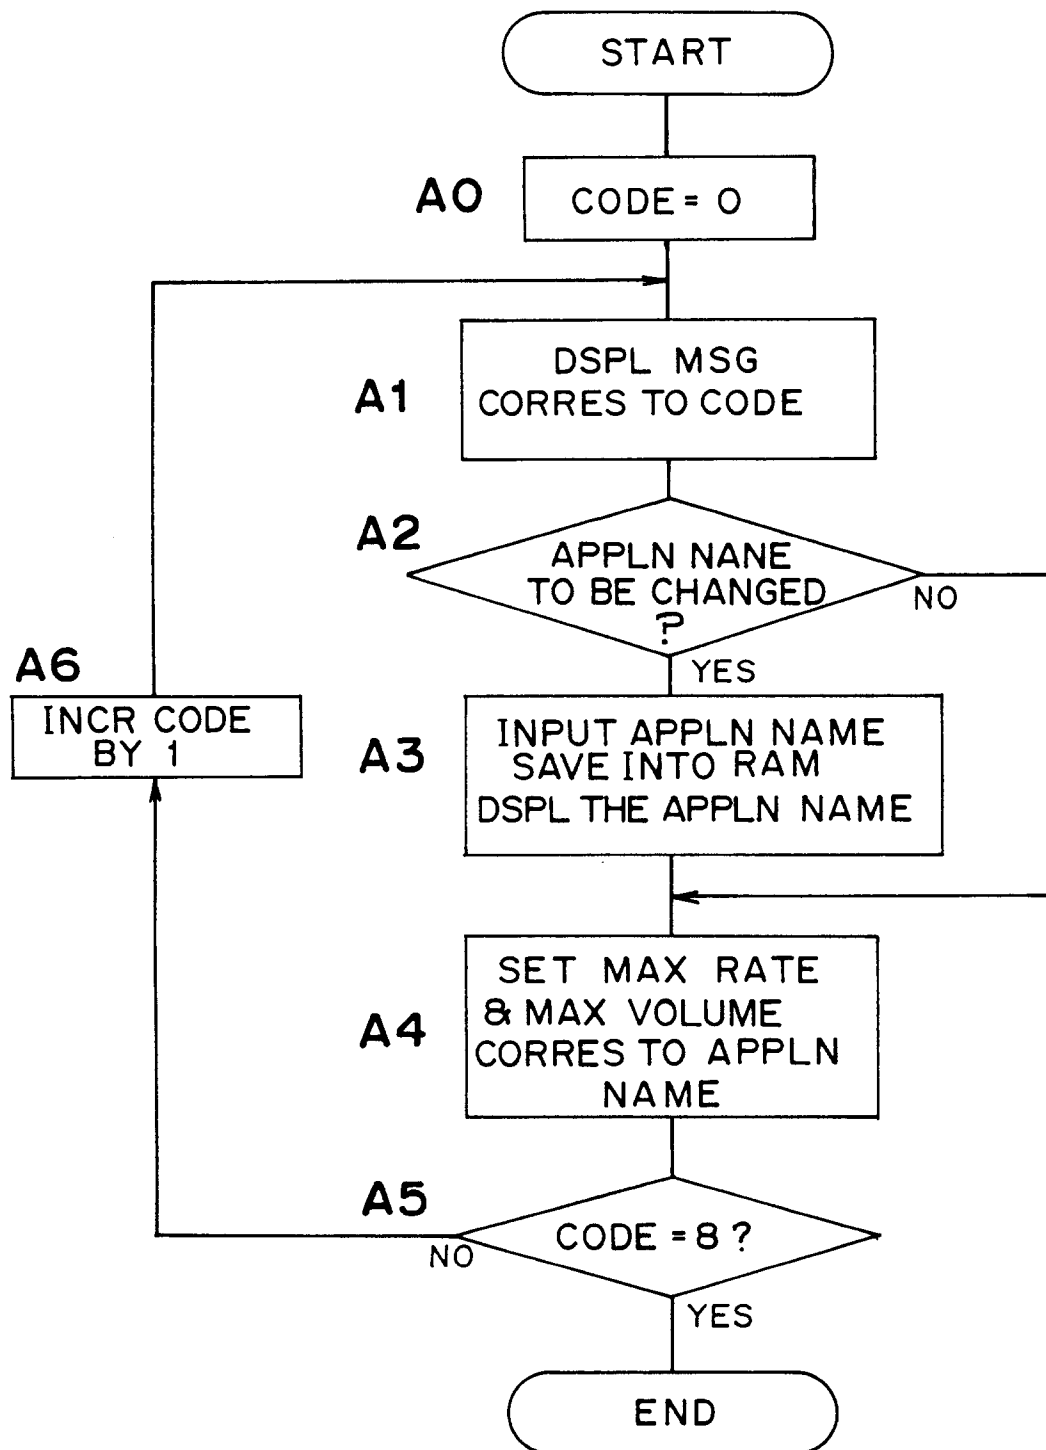 START
A0
CODE = 0
A1
DSPL MSG
CORRES TO CODE
A2
APPLN NANE
TO BE CHANGED
?
NO
YES
A6
INCR CODE
BY 1
A3
INPUT APPLN NAME
SAVE INTO RAM
DSPL THE APPLN NAME
A4
SET MAX RATE
& MAX VOLUME
CORRES TO APPLN
NAME
A5
CODE = 8 ?
NO
YES
END